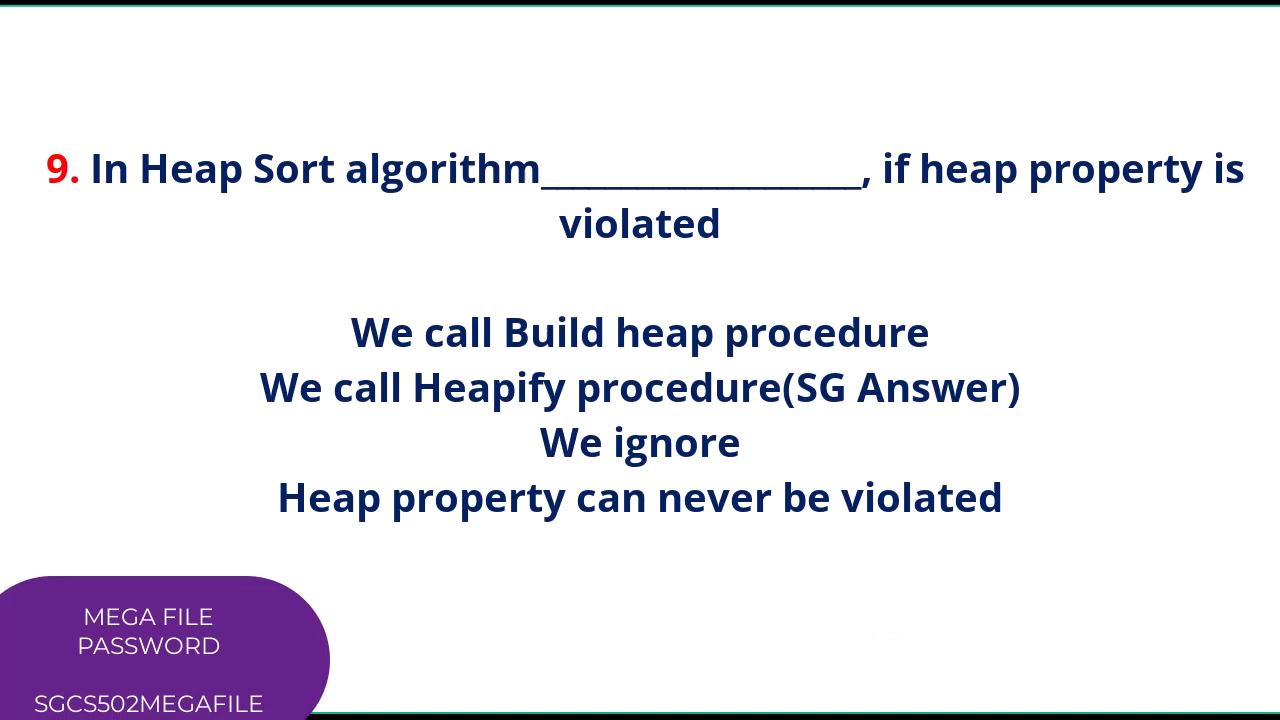 9. In Heap Sort algorithm____________________, if heap property is
violated
We call Build heap procedure
We call Heapify procedure(SG Answer)
We ignore
Heap property can never be violated
MEGA FILE
PASSWORD
SGCS502MEGAFILE